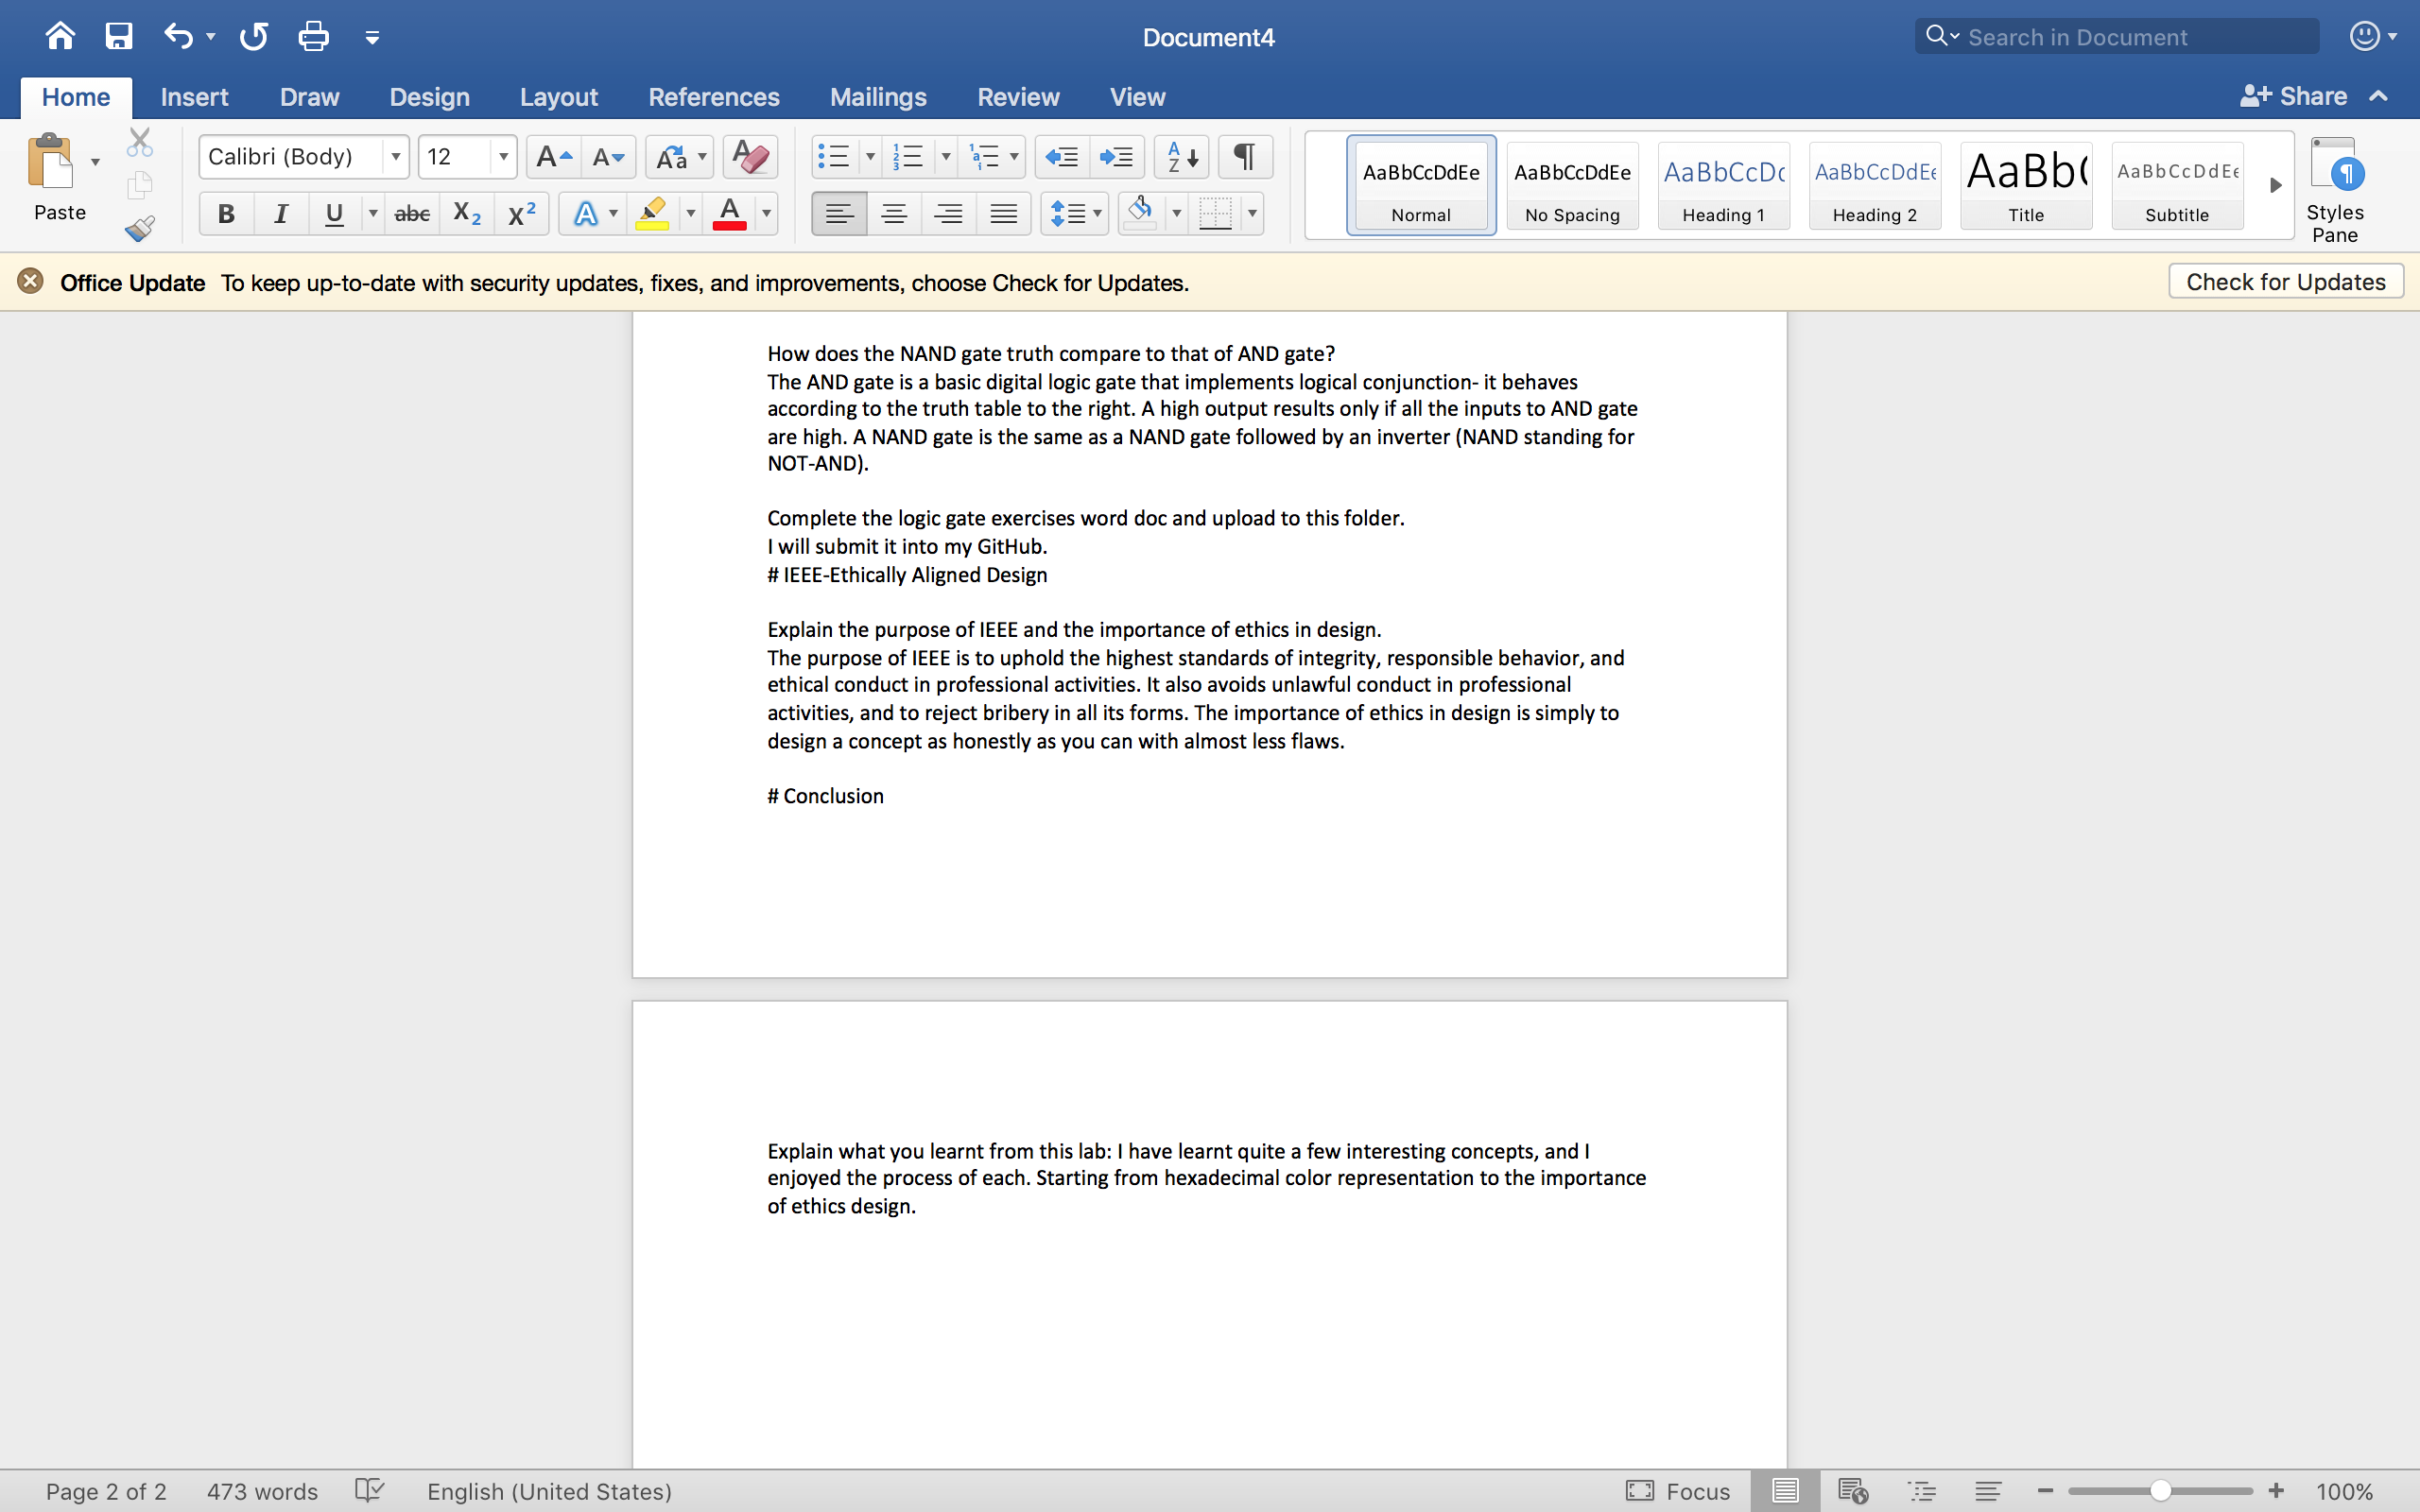 Document4
Search in Document
Home Insert Draw Design Layout References Mailings Review View
Share
Paste
Calibri (Body) 12
A A Aa A
AaBbCcDdEe AaBbCcDdEe AaBbCcDc AaBbCcDdEe AaBb( AaBbCcDdEe
Normal No Spacing Heading 1 Heading 2 Title Subtitle
Styles
Pane
B I U abc X2 X2 A A
A
Z
Office Update To keep up-to-date with security updates, fixes, and improvements, choose Check for Updates.
Check for Updates
How does the NAND gate truth compare to that of AND gate?
The AND gate is a basic digital logic gate that implements logical conjunction- it behaves
according to the truth table to the right. A high output results only if all the inputs to AND gate
are high. A NAND gate is the same as a NAND gate followed by an inverter (NAND standing for
NOT-AND).
Complete the logic gate exercises word doc and upload to this folder.
I will submit it into my GitHub.
# IEEE-Ethically Aligned Design
Explain the purpose of IEEE and the importance of ethics in design.
The purpose of IEEE is to uphold the highest standards of integrity, responsible behavior, and
ethical conduct in professional activities. It also avoids unlawful conduct in professional
activities, and to reject bribery in all its forms. The importance of ethics in design is simply to
design a concept as honestly as you can with almost less flaws.
# Conclusion
Explain what you learnt from this lab: I have learnt quite a few interesting concepts, and I
enjoyed the process of each. Starting from hexadecimal color representation to the importance
of ethics design.
Page 2 of 2 473 words English (United States) Focus 100%